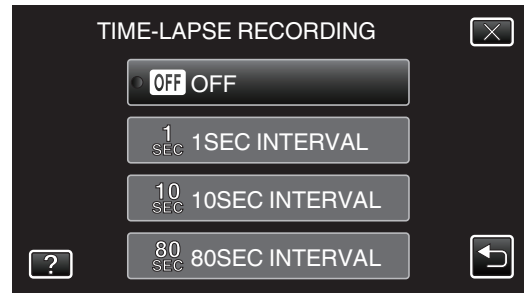 TIME-LAPSE RECORDING
OFF OFF
1 SEC 1SEC INTERVAL
10 SEC 10SEC INTERVAL
80 SEC 80SEC INTERVAL
?